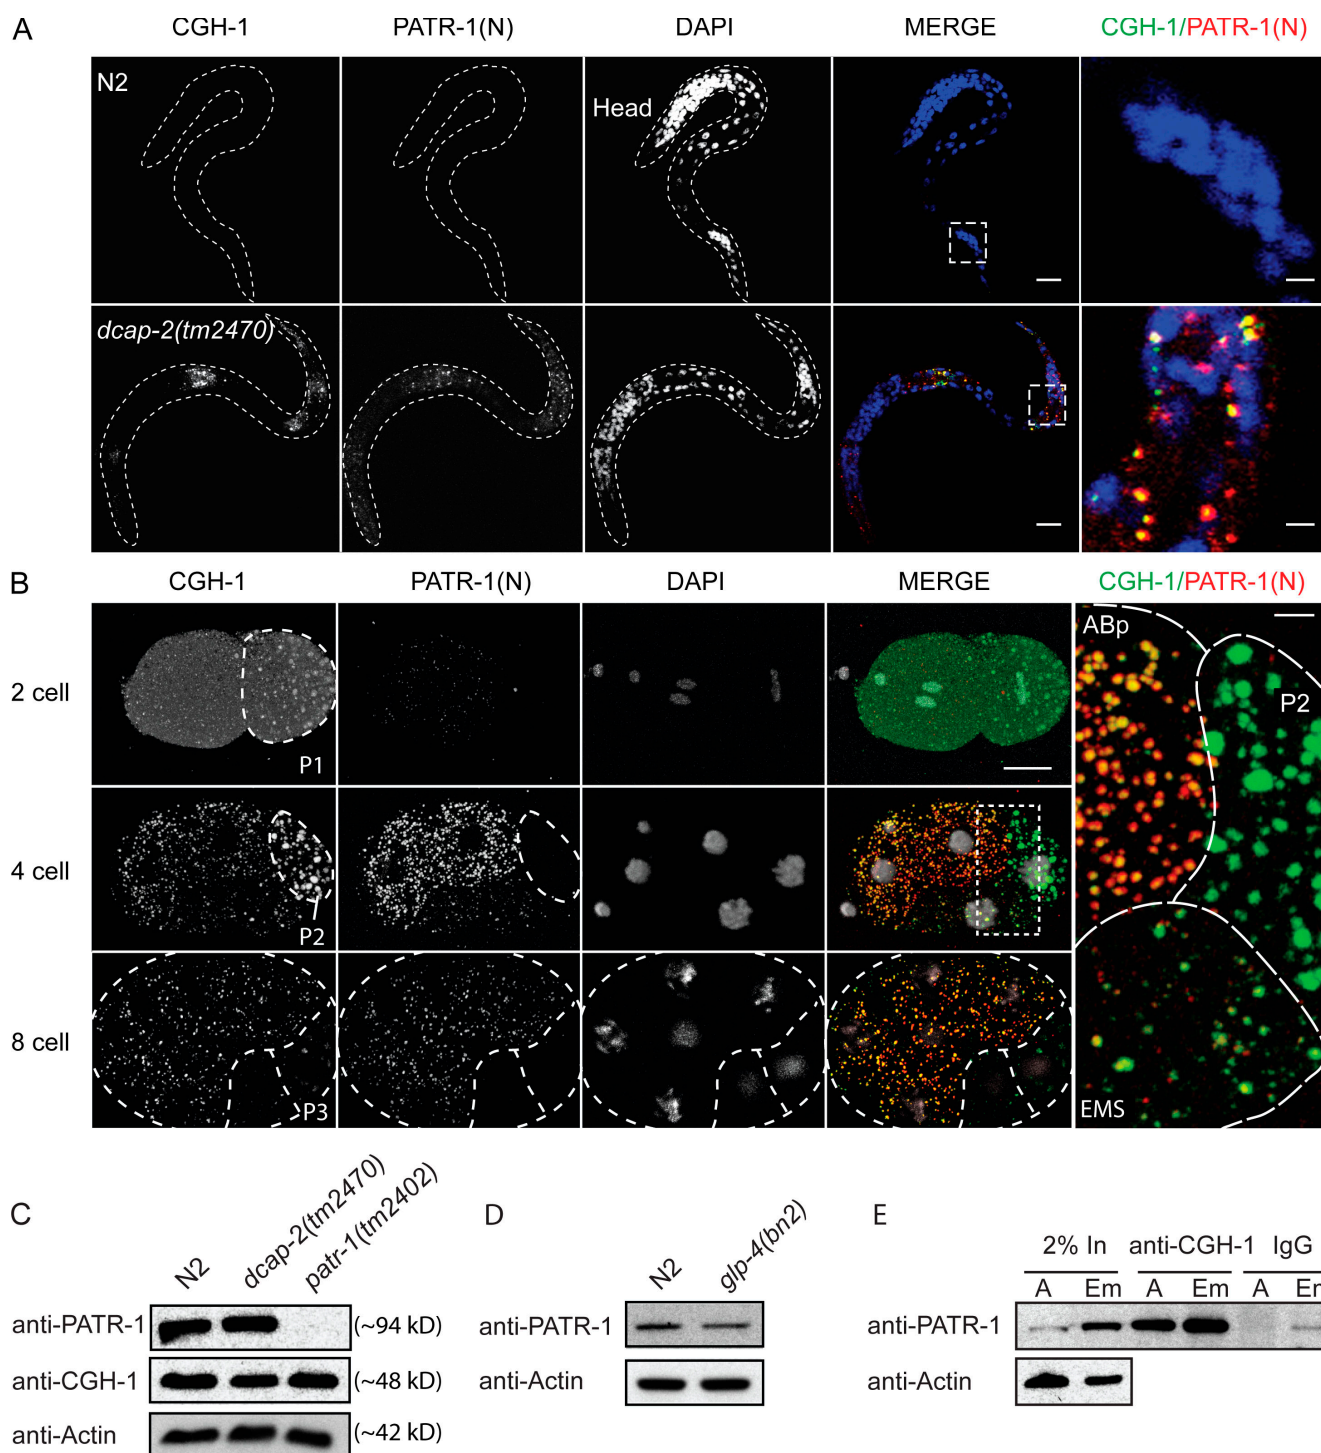 A
CGH-1 PATR-1(N) DAPI MERGE CGH-1/PATR-1(N)
N2
Head
dcap-2(tm2470)
B
CGH-1 PATR-1(N) DAPI MERGE CGH-1/PATR-1(N)
2 cell
P1
ABp
P2
4 cell
P2
8 cell
P3
EMS
C
N2 dcap-2(tm2470) patr-1(tm2402)
anti-PATR-1 (~94 kD)
anti-CGH-1 (~48 kD)
anti-Actin (~42 kD)
D
N2 glp-4(bn2)
anti-PATR-1
anti-Actin
E
2% In anti-CGH-1 IgG
A Em A Em A Em
anti-PATR-1
anti-Actin